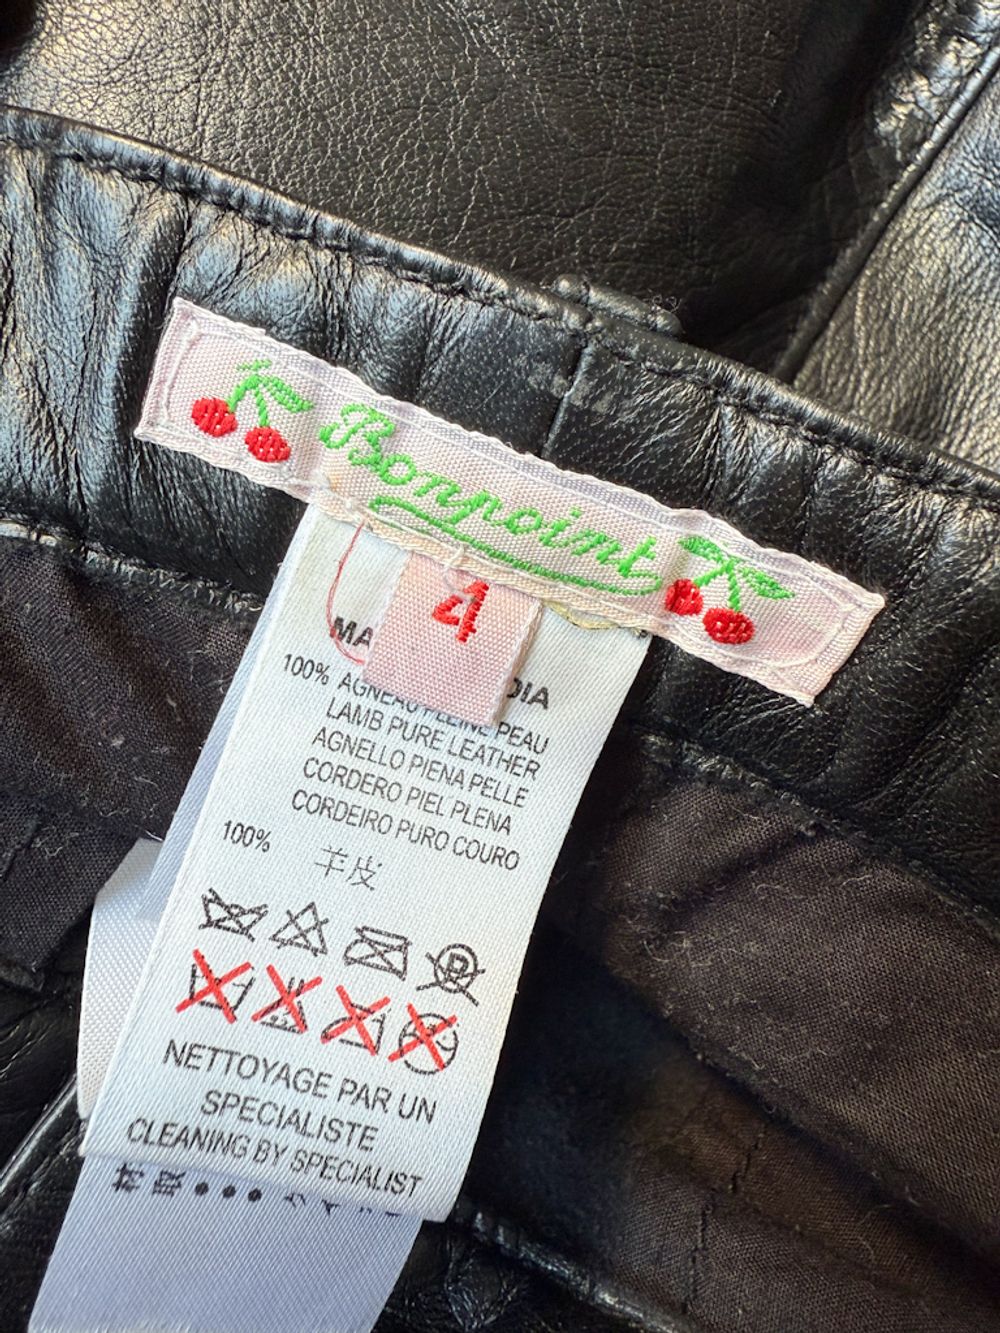 Bonpoint
4
100% AGNEAU PLEINE PEAU
LAMB PURE LEATHER
AGNELLO PIENA PELLE
CORDERO PIEL PLENA
CORDEIRO PURO COURO
100% 羊皮
P
NETTOYAGE PAR UN
SPECIALISTE
CLEANING BY SPECIALIST